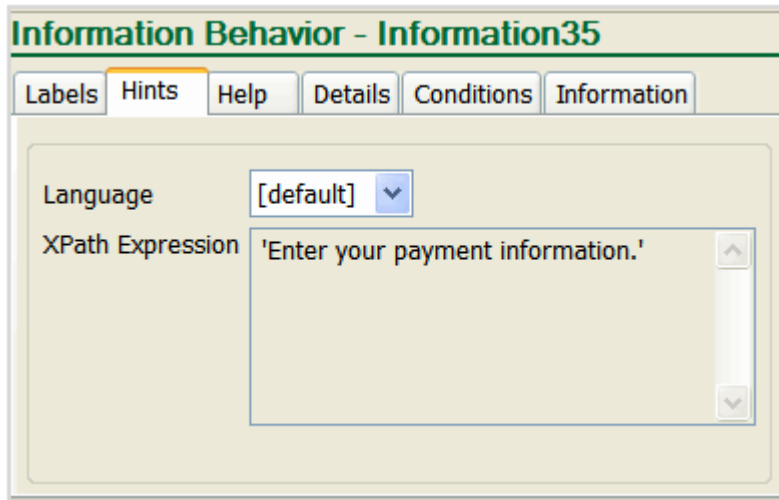 Information Behavior - Information35
Labels Hints Help Details Conditions Information
Language [default]
XPath Expression 'Enter your payment information.'